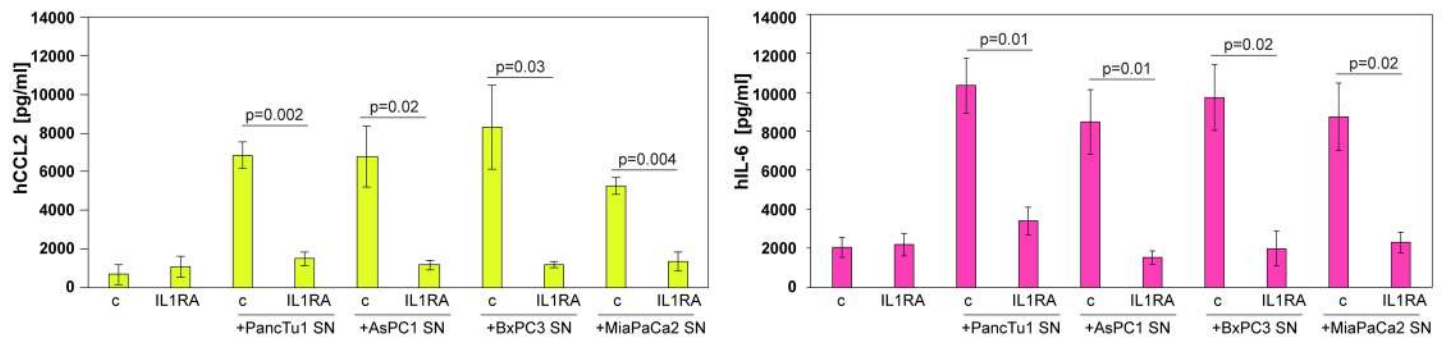 hCCL2 [pg/ml]
14000
12000
10000
8000
6000
4000
2000
0
p=0.002
p=0.02
p=0.03
p=0.004
c IL1RA c IL1RA c IL1RA c IL1RA c IL1RA
+PancTu1 SN +AsPC1 SN +BxPC3 SN +MiaPaCa2 SN
hIL-6 [pg/ml]
14000
12000
10000
8000
6000
4000
2000
0
p=0.01
p=0.01
p=0.02
p=0.02
c IL1RA c IL1RA c IL1RA c IL1RA c IL1RA
+PancTu1 SN +AsPC1 SN +BxPC3 SN +MiaPaCa2 SN